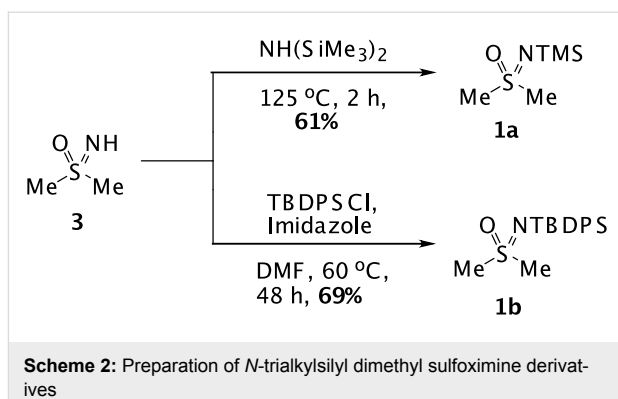 NH(SiMe3)2
125 °C, 2 h,
61%
O NTMS
S
Me Me
1a
O NH
S
Me Me
3
TBDPSCl,
Imidazole
DMF, 60 °C,
48 h, 69%
O NTBDPS
S
Me Me
1b
Scheme 2: Preparation of N-trialkylsilyl dimethyl sulfoximine derivat-
ives